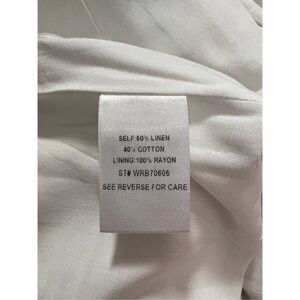 SELF:60% LINEN
40% COTTON
LINING:100% RAYON
ST# WRB70606
SEE REVERSE FOR CARE